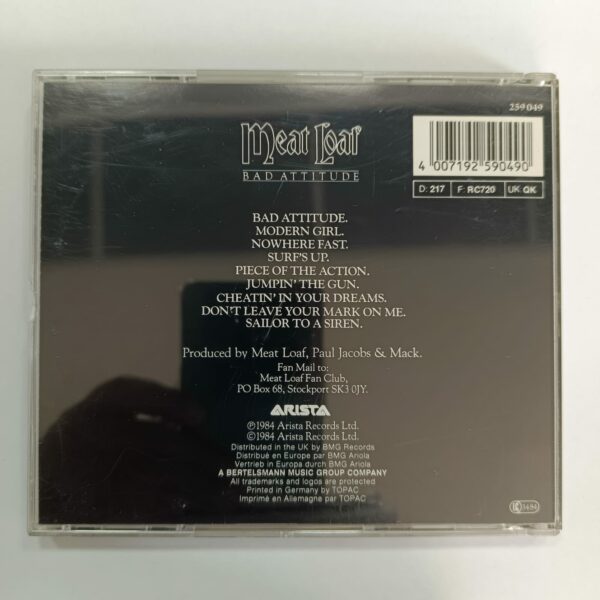 259 049
Meat Loaf
BAD ATTITUDE
4 007192 590490
D: 217 F: RC720 UK: QK
BAD ATTITUDE.
MODERN GIRL.
NOWHERE FAST.
SURF'S UP.
PIECE OF THE ACTION.
JUMPIN' THE GUN.
CHEATIN' IN YOUR DREAMS.
DON'T LEAVE YOUR MARK ON ME.
SAILOR TO A SIREN.
Produced by Meat Loaf, Paul Jacobs & Mack.
Fan Mail to:
Meat Loaf Fan Club,
PO Box 68, Stockport SK3 0JY.
ARISTA
℗1984 Arista Records Ltd.
©1984 Arista Records Ltd.
Distributed in the UK by BMG Records
Distribué en Europe par BMG Ariola
Vertrieb in Europa durch BMG Ariola
A BERTELSMANN MUSIC GROUP COMPANY
All trademarks and logos are protected
Printed in Germany by TOPAC
Imprimé en Allemagne par TOPAC